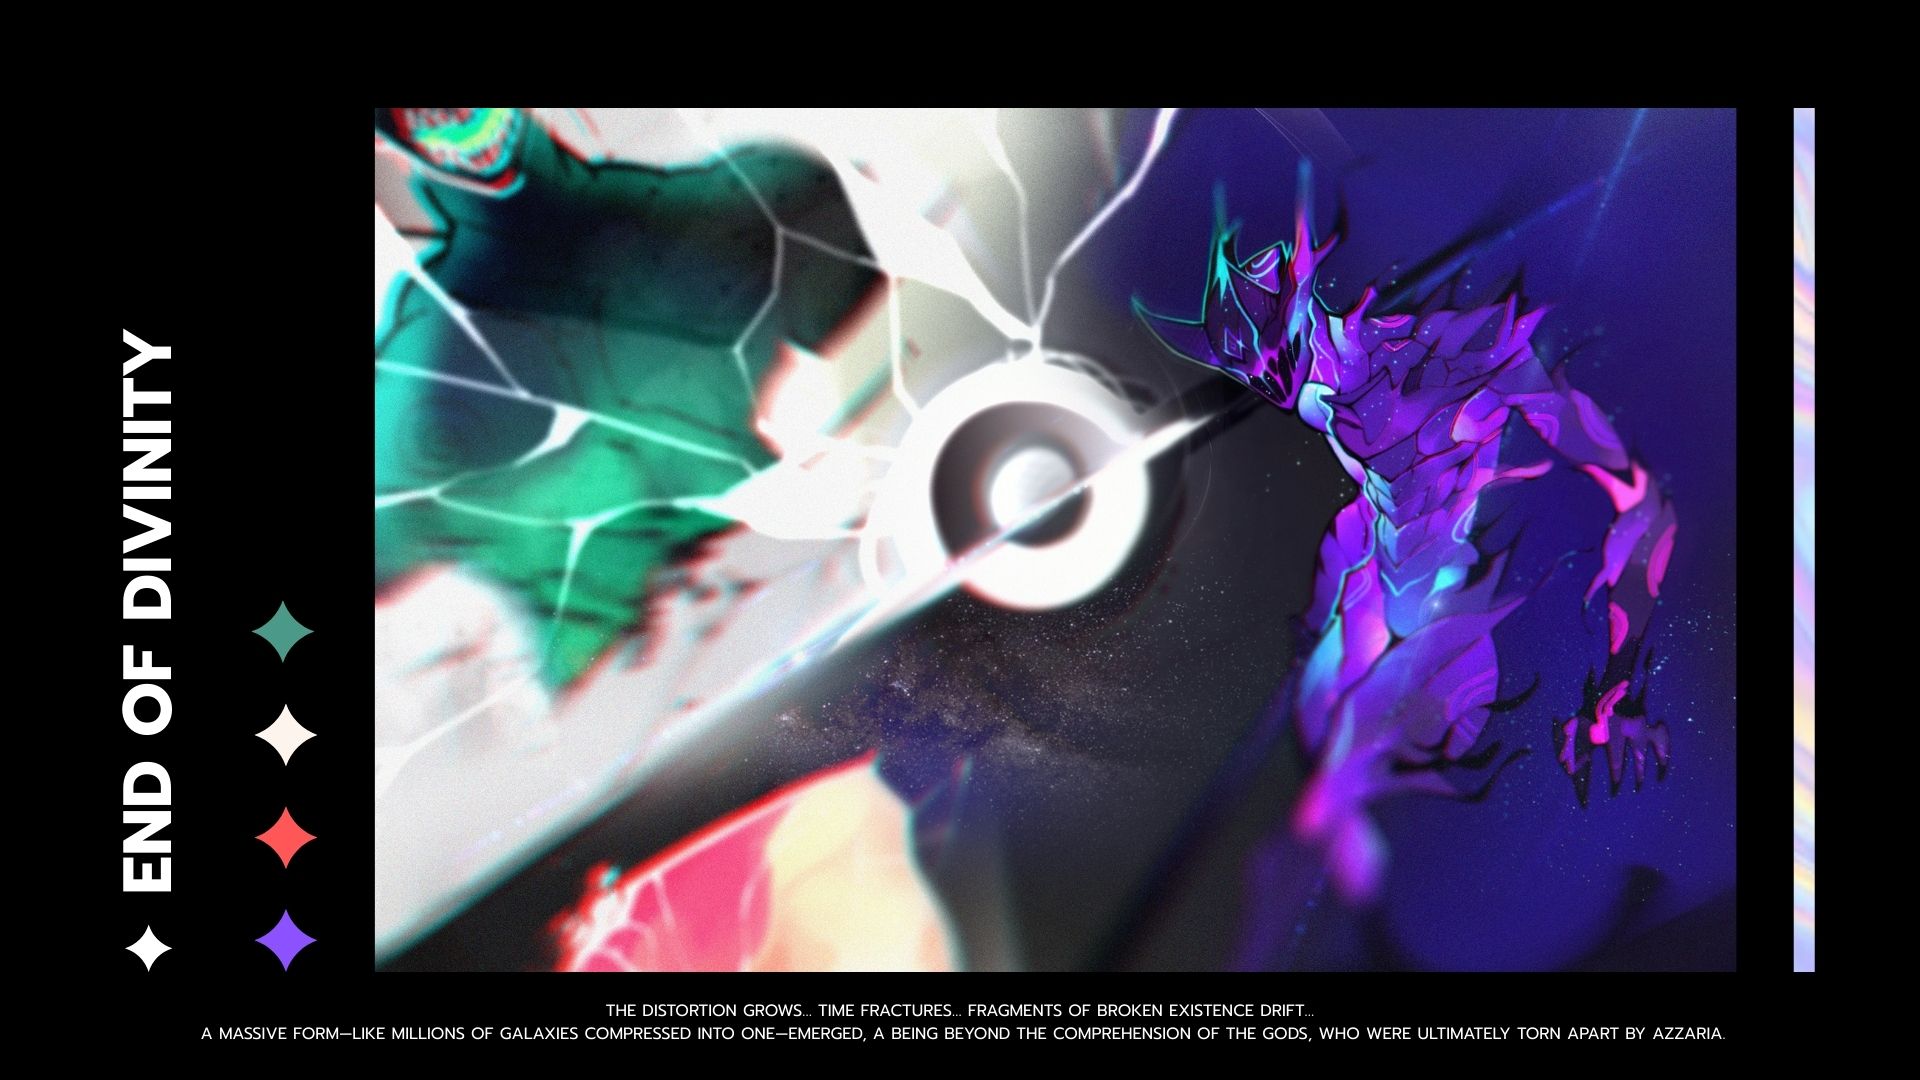 END OF DIVINITY
THE DISTORTION GROWS... TIME FRACTURES... FRAGMENTS OF BROKEN EXISTENCE DRIFT...
A MASSIVE FORM—LIKE MILLIONS OF GALAXIES COMPRESSED INTO ONE—EMERGED, A BEING BEYOND THE COMPREHENSION OF THE GODS, WHO WERE ULTIMATELY TORN APART BY AZZARIA.